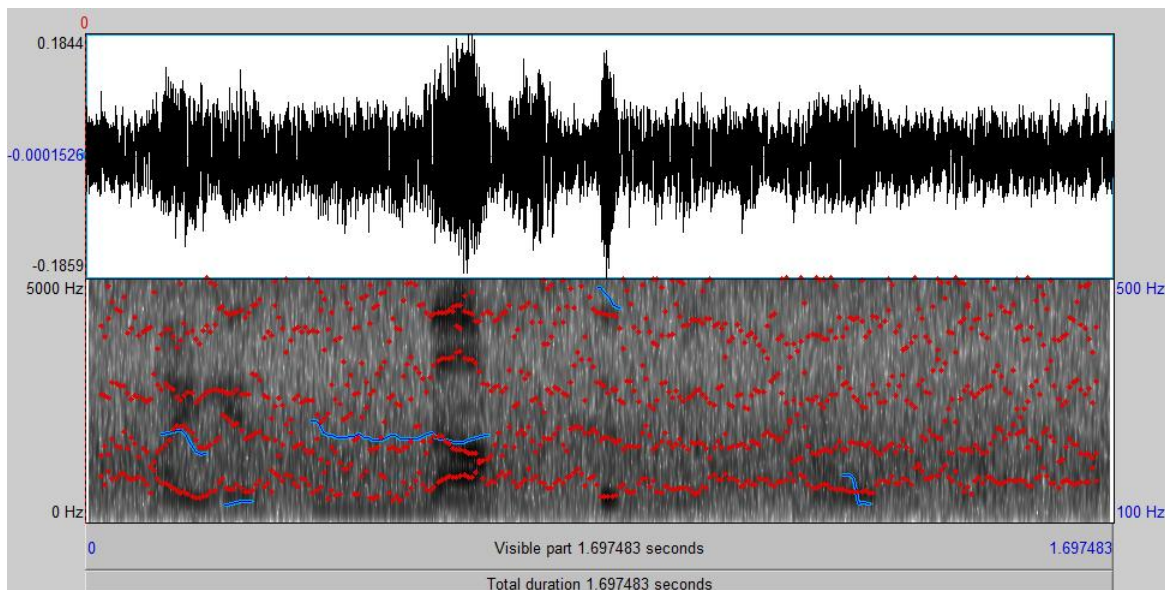 0
0.1844
-0.0001526
-0.1859
5000 Hz 500 Hz
0 Hz 100 Hz
0 Visible part 1.697483 seconds 1.697483
Total duration 1.697483 seconds